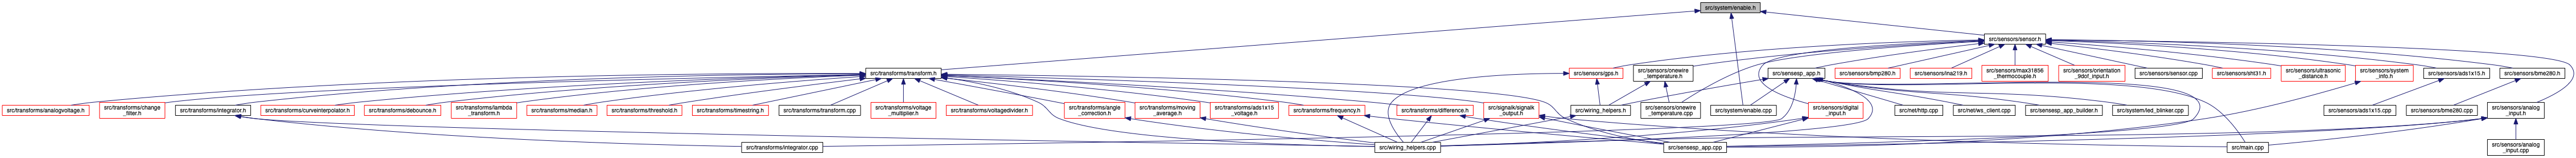 src/system/enable.h
src/sensors/sensor.h
src/transforms/transform.h
src/sensors/gps.h
src/sensors/onewire
_temperature.h
src/sensesp_app.h
src/sensors/bmp280.h
src/sensors/ina219.h
src/sensors/max31856
_thermocouple.h
src/sensors/orientation
_9dof_input.h
src/sensors/sensor.cpp
src/sensors/sht31.h
src/sensors/ultrasonic
_distance.h
src/sensors/system
_info.h
src/sensors/ads1x15.h
src/sensors/bme280.h
src/transforms/analogvoltage.h
src/transforms/change
_filter.h
src/transforms/integrator.h
src/transforms/curveinterpolator.h
src/transforms/debounce.h
src/transforms/lambda
_transform.h
src/transforms/median.h
src/transforms/threshold.h
src/transforms/timestring.h
src/transforms/transform.cpp
src/transforms/voltage
_multiplier.h
src/transforms/voltagedivider.h
src/transforms/angle
_correction.h
src/transforms/moving
_average.h
src/transforms/ads1x15
_voltage.h
src/transforms/frequency.h
src/transforms/difference.h
src/signalk/signalk
_output.h
src/wiring_helpers.h
src/sensors/onewire
_temperature.cpp
src/system/enable.cpp
src/sensors/digital
_input.h
src/net/http.cpp
src/net/ws_client.cpp
src/sensesp_app_builder.h
src/system/led_blinker.cpp
src/sensors/ads1x15.cpp
src/sensors/bme280.cpp
src/sensors/analog
_input.h
src/transforms/integrator.cpp
src/wiring_helpers.cpp
src/sensesp_app.cpp
src/main.cpp
src/sensors/analog
_input.cpp